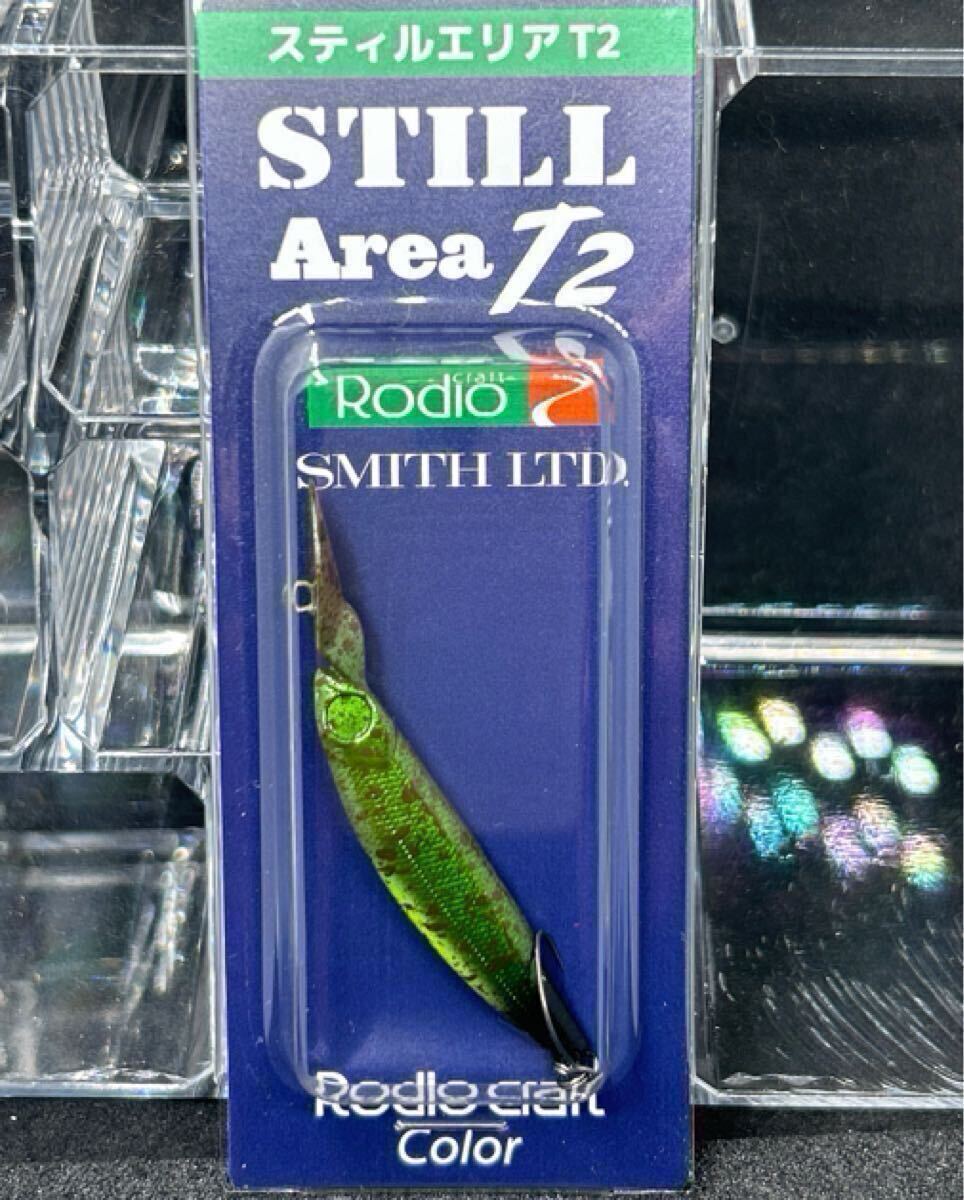 スティルエリアT2
STILL
Area T2
craft
Rodio
SMITH LTD.
Rodio craft
Color